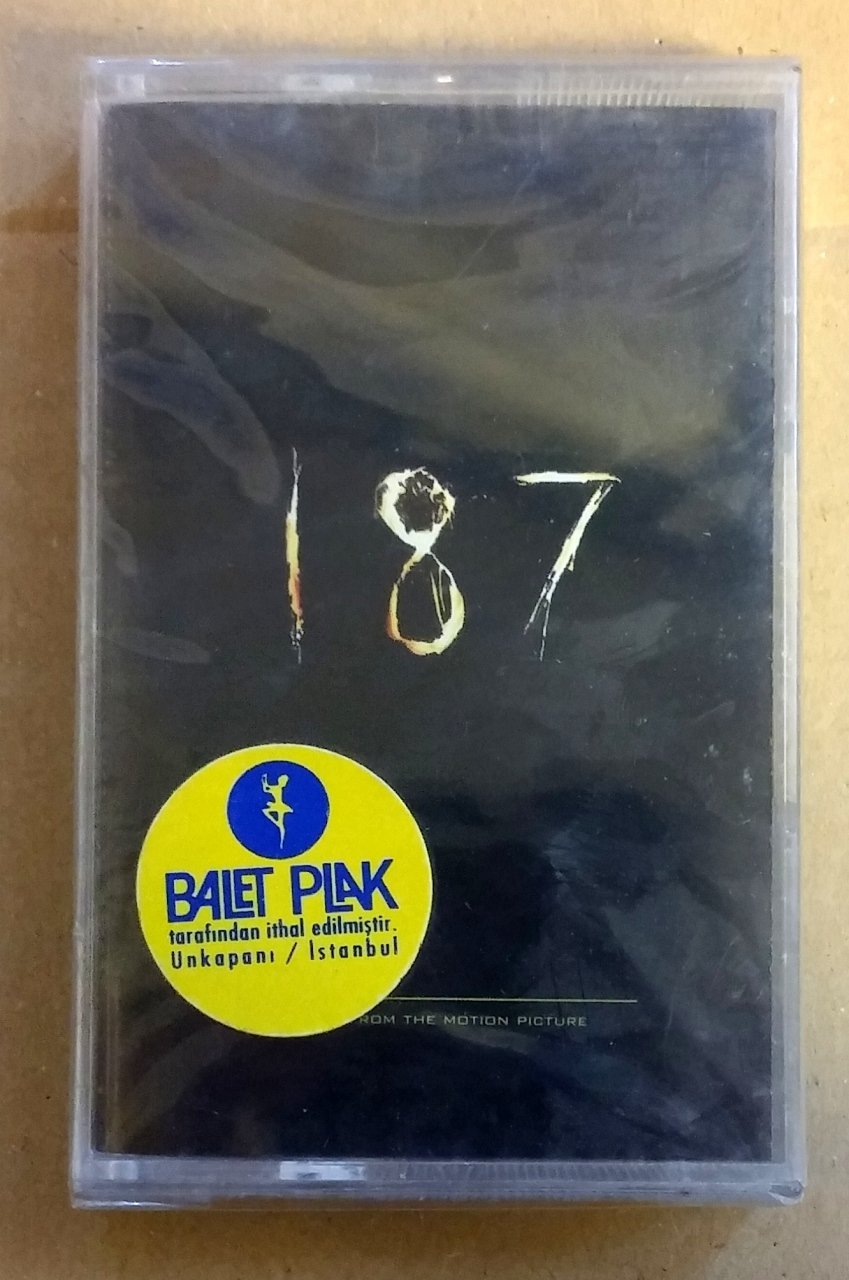 187
BALET PLAK
tarafından ithal edilmiştir.
Unkapanı / İstanbul
ROM THE MOTION PICTURE